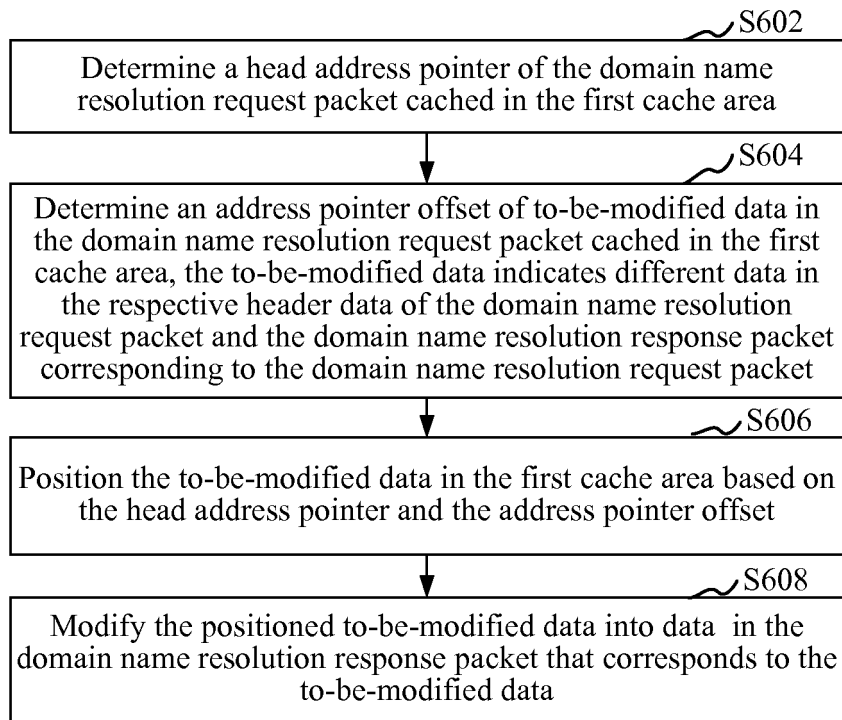 S602
Determine a head address pointer of the domain name
resolution request packet cached in the first cache area
S604
Determine an address pointer offset of to-be-modified data in
the domain name resolution request packet cached in the first
cache area, the to-be-modified data indicates different data in
the respective header data of the domain name resolution
request packet and the domain name resolution response packet
corresponding to the domain name resolution request packet
S606
Position the to-be-modified data in the first cache area based on
the head address pointer and the address pointer offset
S608
Modify the positioned to-be-modified data into data in the
domain name resolution response packet that corresponds to the
to-be-modified data